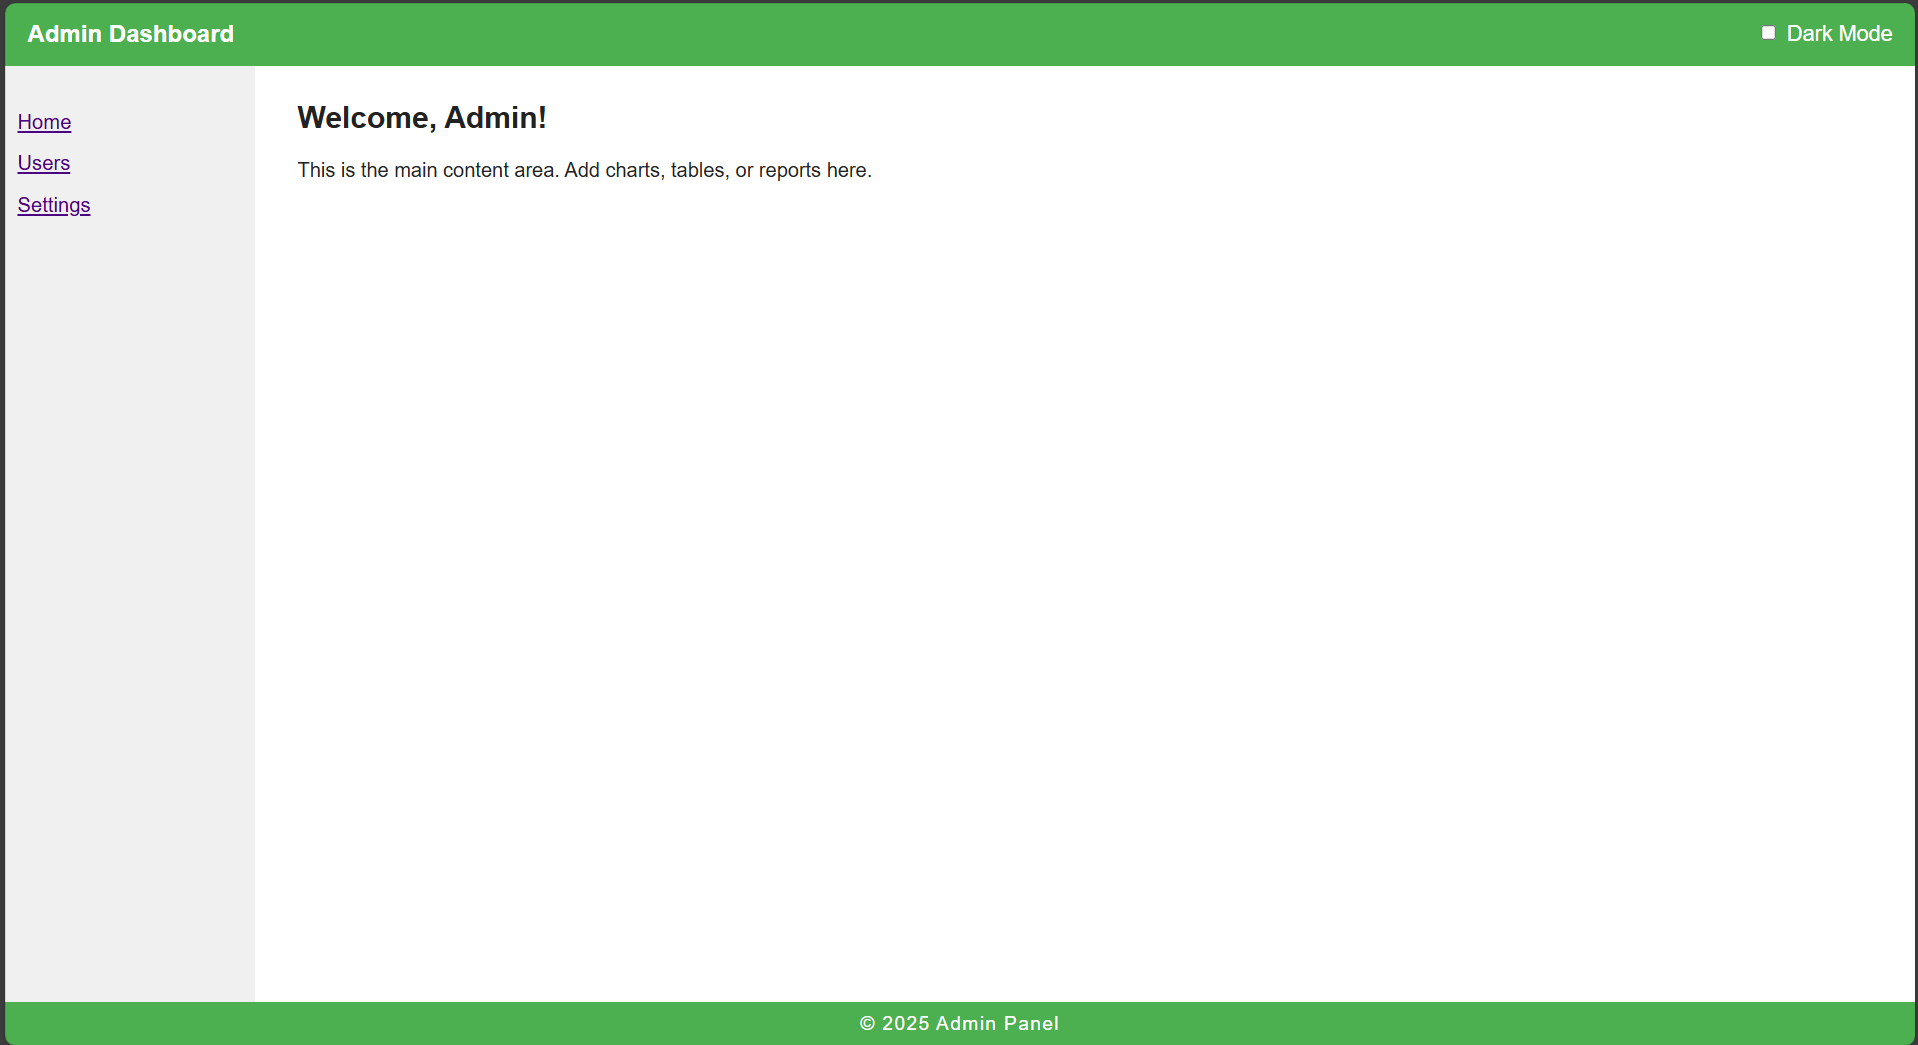 Admin Dashboard
Dark Mode
Home
Users
Settings
Welcome, Admin!
This is the main content area. Add charts, tables, or reports here.
© 2025 Admin Panel